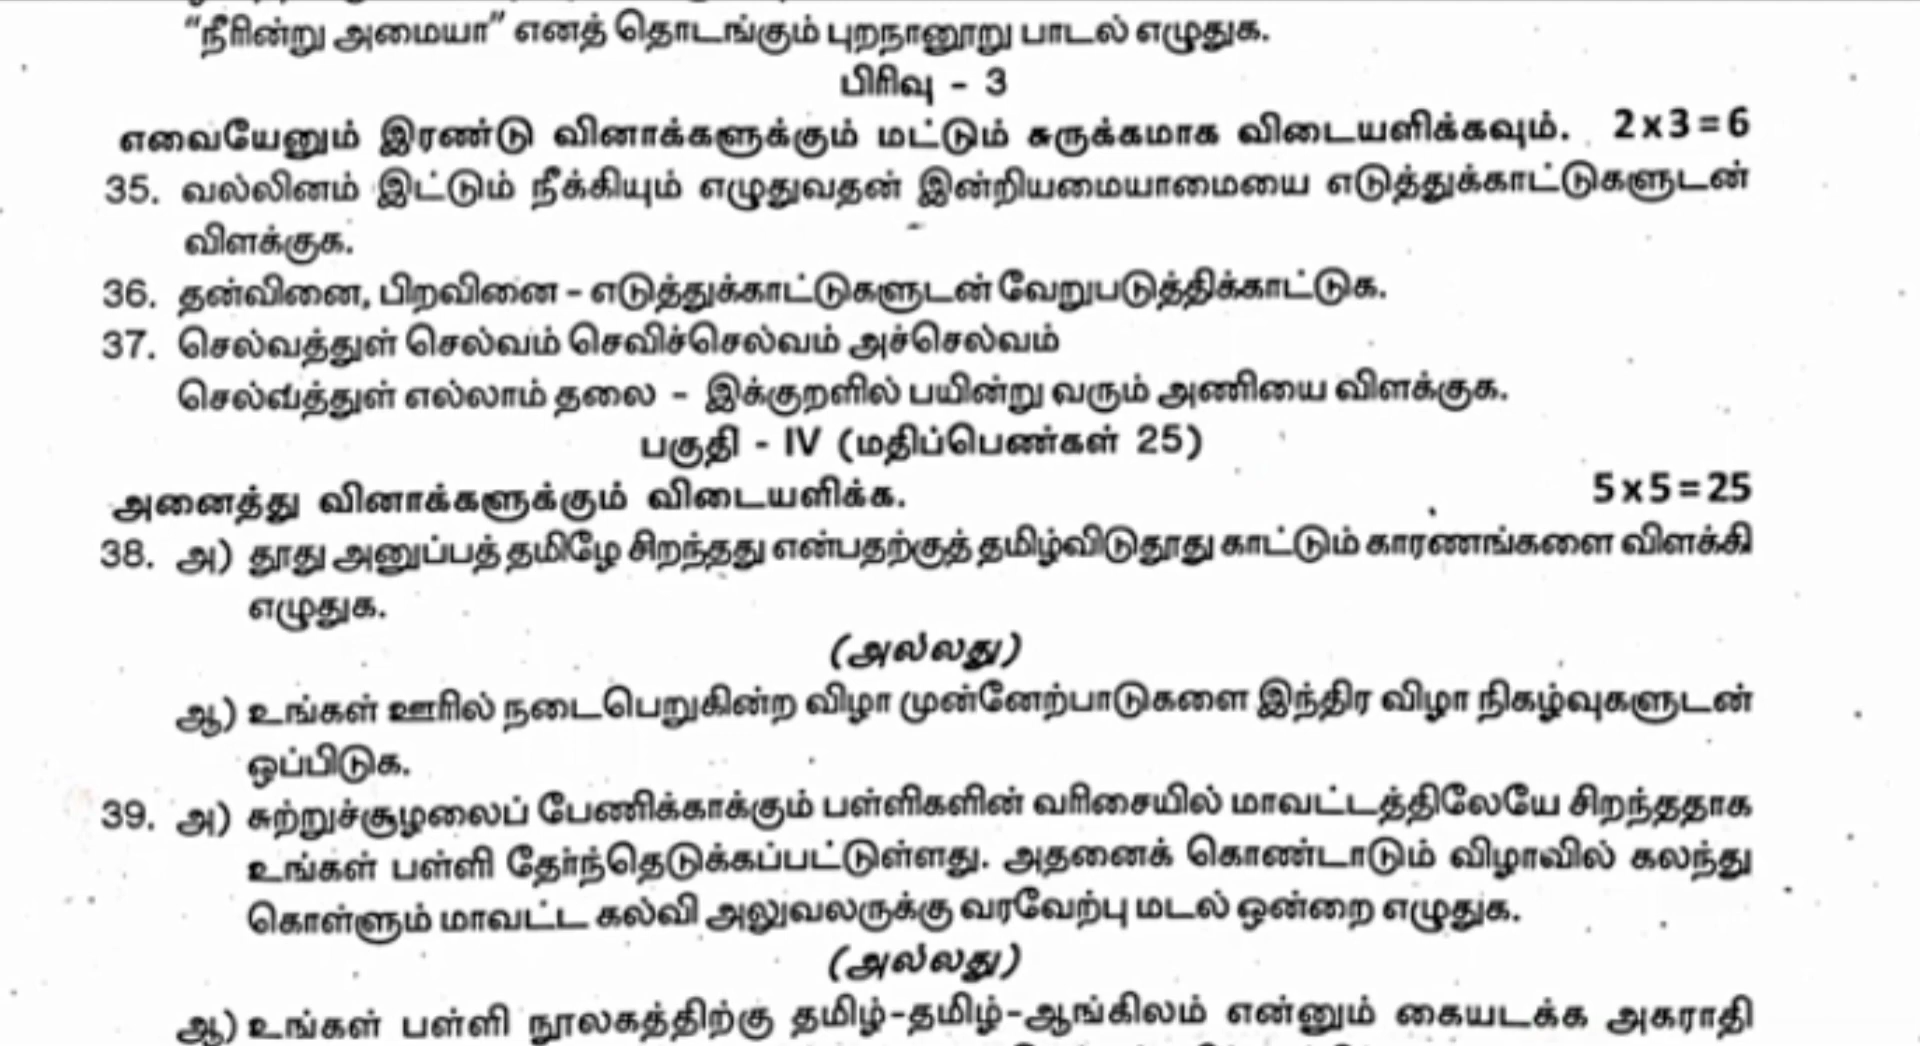 "நீரின்று அமையா" எனத் தொடங்கும் புறநானூறு பாடல் எழுதுக.
பிரிவு - 3
எவையேனும் இரண்டு வினாக்களுக்கும் மட்டும் சுருக்கமாக விடையளிக்கவும். 2x3=6
35. வல்லினம் இட்டும் நீக்கியும் எழுதுவதன் இன்றியமையாமையை எடுத்துக்காட்டுகளுடன்
விளக்குக.
36. தன்வினை, பிறவினை - எடுத்துக்காட்டுகளுடன் வேறுபடுத்திக்காட்டுக.
37. செல்வத்துள் செல்வம் செவிச்செல்வம் அச்செல்வம்
செல்வத்துள் எல்லாம் தலை - இக்குறளில் பயின்று வரும் அணியை விளக்குக.
பகுதி - IV (மதிப்பெண்கள் 25)
அனைத்து வினாக்களுக்கும் விடையளிக்க. 5x5=25
38. அ) தூது அனுப்பத் தமிழே சிறந்தது என்பதற்குத் தமிழ்விடுதூது காட்டும் காரணங்களை விளக்கி
எழுதுக.
(அல்லது)
ஆ) உங்கள் ஊரில் நடைபெறுகின்ற விழா முன்னேற்பாடுகளை இந்திர விழா நிகழ்வுகளுடன்
ஒப்பிடுக.
39. அ) சுற்றுச்சூழலைப் பேணிக்காக்கும் பள்ளிகளின் வரிசையில் மாவட்டத்திலேயே சிறந்ததாக
உங்கள் பள்ளி தேர்ந்தெடுக்கப்பட்டுள்ளது. அதனைக் கொண்டாடும் விழாவில் கலந்து
கொள்ளும் மாவட்ட கல்வி அலுவலருக்கு வரவேற்பு மடல் ஒன்றை எழுதுக.
(அல்லது)
ஆ) உங்கள் பள்ளி நூலகத்திற்கு தமிழ்-தமிழ்-ஆங்கிலம் என்னும் கையடக்க அகராதி